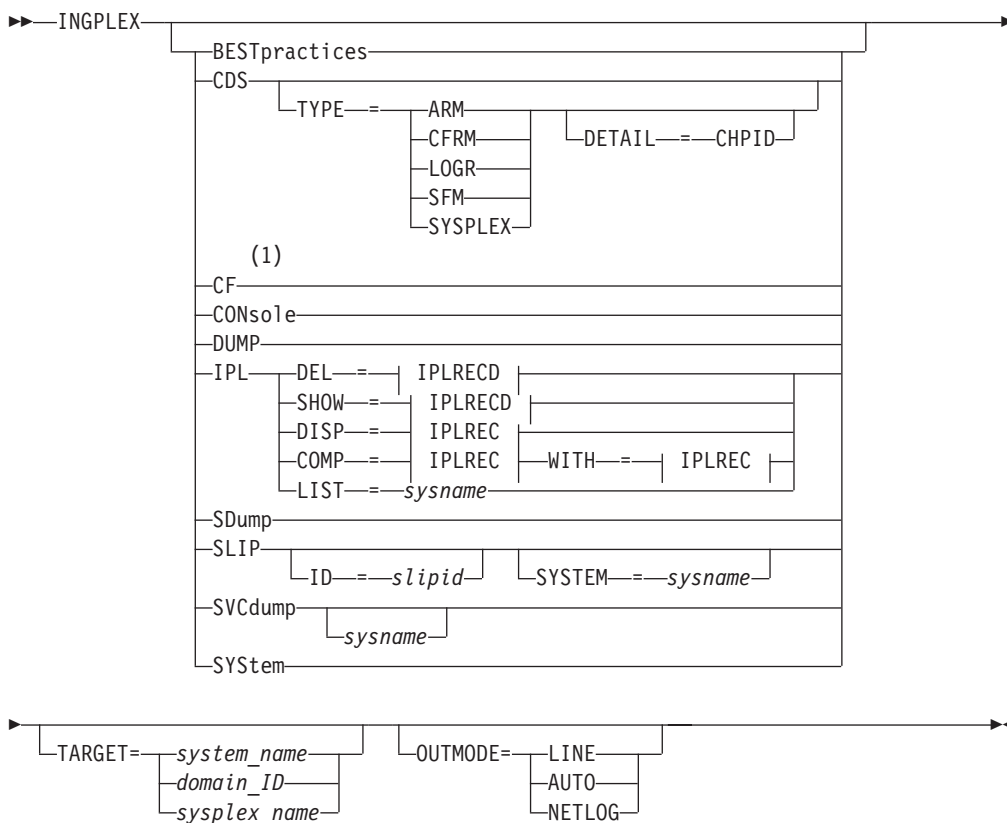 INGPLEX
BESTpractices
CDS
TYPE = ARM
DETAIL = CHPID
CFRM
LOGR
SFM
SYSPLEX
(1)
CF
CONsole
DUMP
IPL DEL = IPLRECD
SHOW = IPLRECD
DISP = IPLREC
COMP = IPLREC WITH = IPLREC
LIST = sysname
SDump
SLIP
ID = slipid SYSTEM = sysname
SVCdump
sysname
SYStem
TARGET= system_name OUTMODE= LINE
domain_ID AUTO
sysplex_name NETLOG